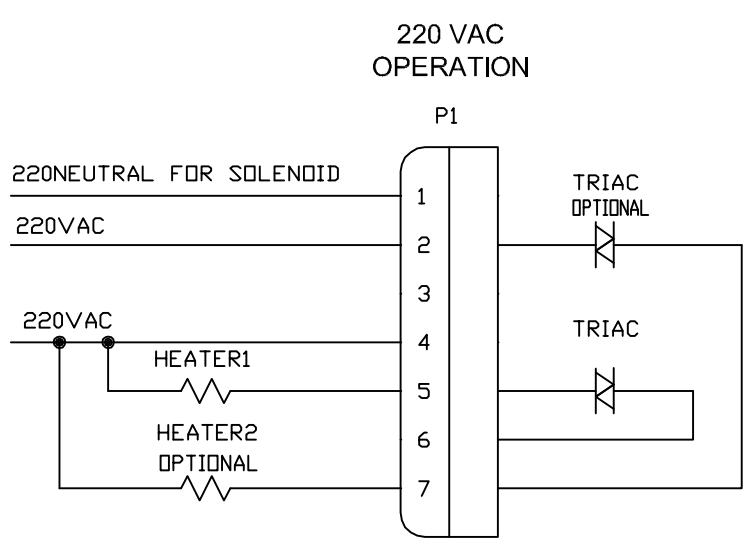 220 VAC
OPERATION
P1
220NEUTRAL FOR SOLENOID
1
TRIAC
OPTIONAL
220VAC
2
3
220VAC
4
TRIAC
HEATER1
5
HEATER2
OPTIONAL
6
7